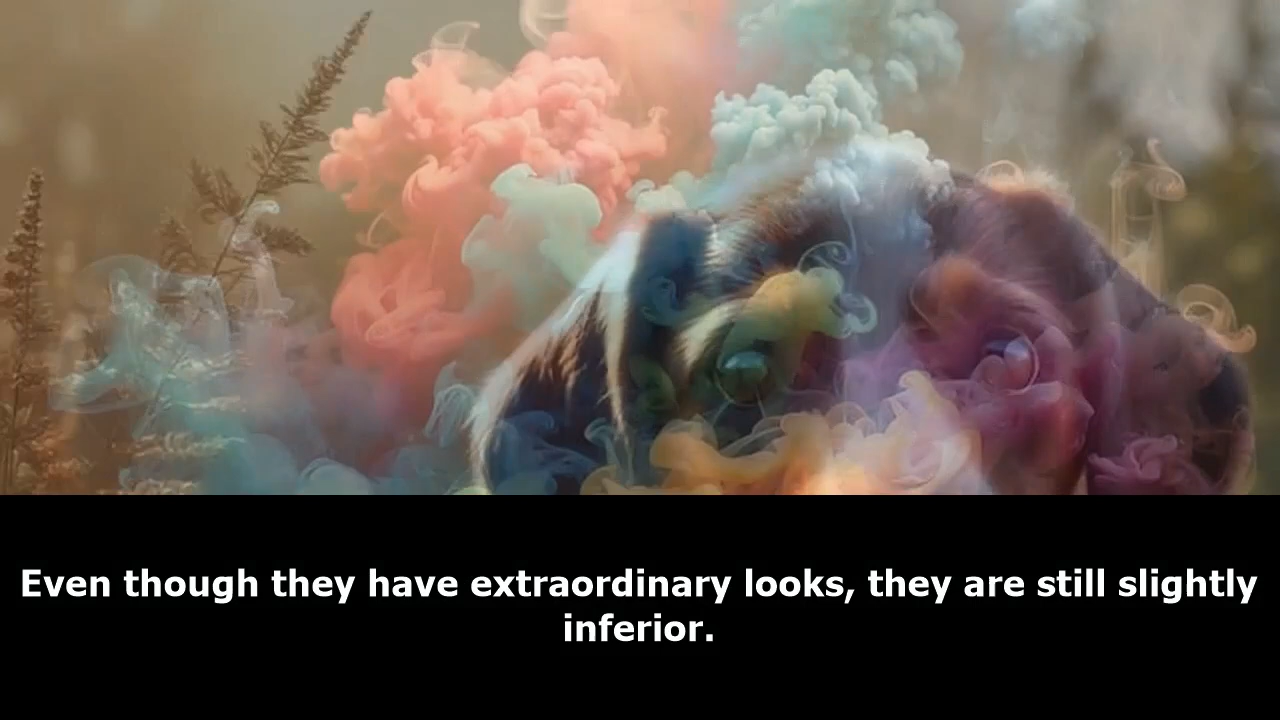 Even though they have extraordinary looks, they are still slightly
inferior.